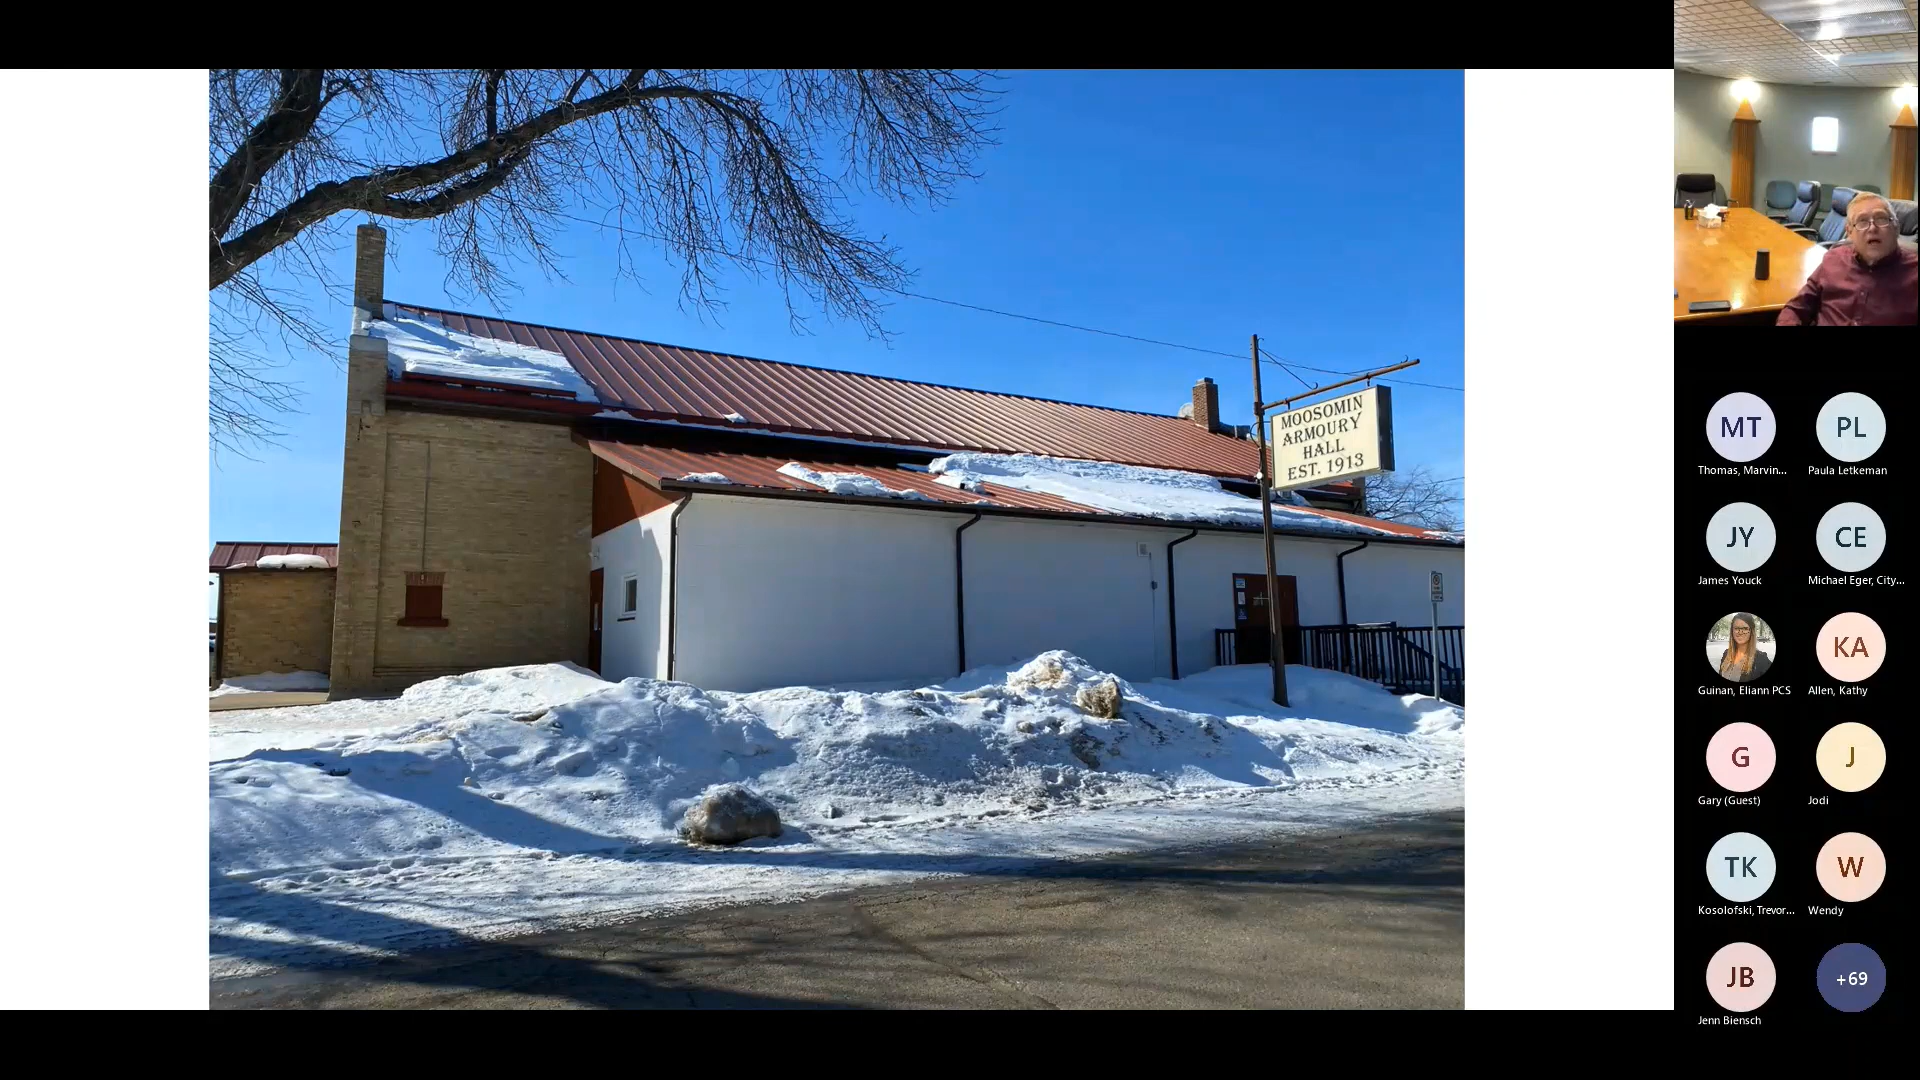 MOOSOMIN
ARMOURY
HALL
EST. 1913
MT
Thomas, Marvin...
PL
Paula Letkeman
JY
James Youck
CE
Michael Eger, City...
Guinan, Eliann PCS
KA
Allen, Kathy
G
Gary (Guest)
J
Jodi
TK
Kosolofski, Trevor...
W
Wendy
JB
Jenn Biensch
+69